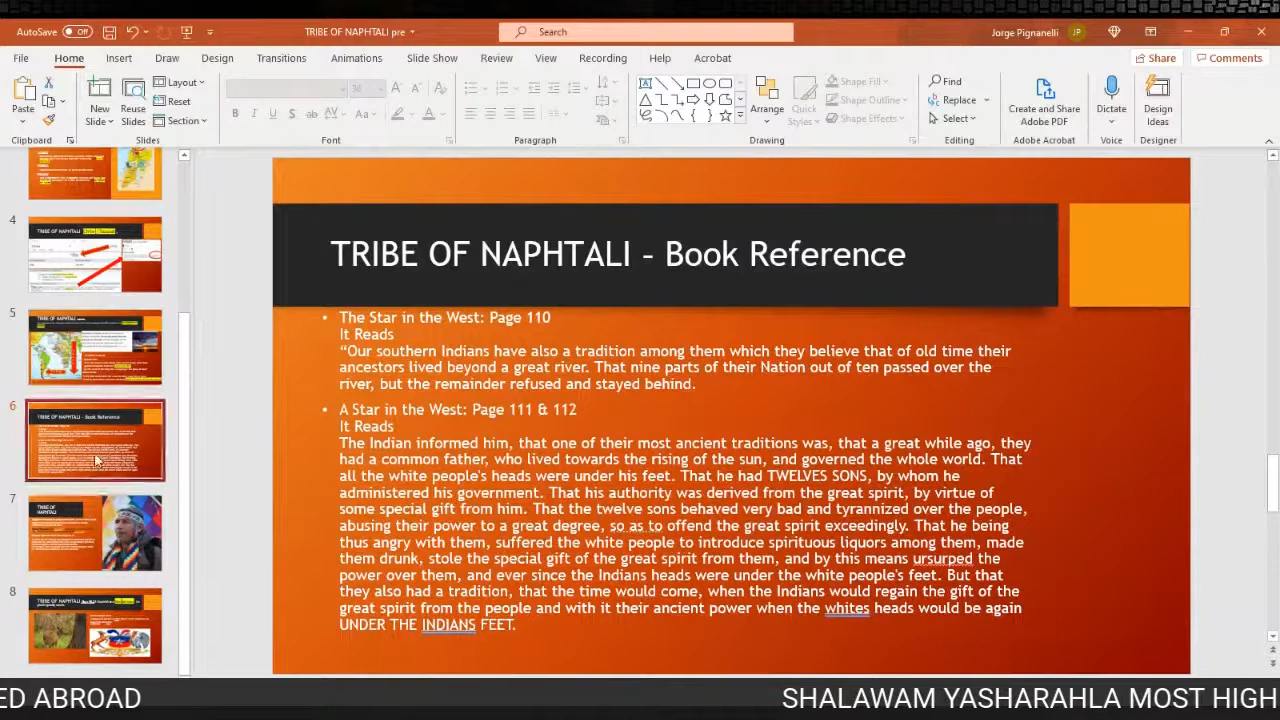 AutoSave Off
TRIBE OF NAPHTALI pre
Search
Jorge Pignanelli JP
File Home Insert Draw Design Transitions Animations Slide Show Review View Recording Help Acrobat
Share Comments
Paste
New Slide
Reuse Slides
Layout
Reset
Section
36
Arrange
Quick Styles
Shape Fill
Shape Outline
Shape Effects
Find
Replace
Select
Create and Share Adobe PDF
Dictate
Design Ideas
Clipboard Slides Font Paragraph Drawing Editing Adobe Acrobat Voice Designer
4
5
6
TRIBE OF NAPHTALI - Book Reference
7
TRIBE OF NAPHTALI
8
TRIBE OF NAPHTALI - Book Reference
• The Star in the West: Page 110
It Reads
“Our southern Indians have also a tradition among them which they believe that of old time their
ancestors lived beyond a great river. That nine parts of their Nation out of ten passed over the
river, but the remainder refused and stayed behind.
• A Star in the West: Page 111 & 112
It Reads
The Indian informed him, that one of their most ancient traditions was, that a great while ago, they
had a common father, who lived towards the rising of the sun, and governed the whole world. That
all the white people's heads were under his feet. That he had TWELVES SONS, by whom he
administered his government. That his authority was derived from the great spirit, by virtue of
some special gift from him. That the twelve sons behaved very bad and tyrannized over the people,
abusing their power to a great degree, so as to offend the great spirit exceedingly. That he being
thus angry with them, suffered the white people to introduce spirituous liquors among them, made
them drunk, stole the special gift of the great spirit from them, and by this means ursurped the
power over them, and ever since the Indians heads were under the white people's feet. But that
they also had a tradition, that the time would come, when the Indians would regain the gift of the
great spirit from the people and with it their ancient power when the whites heads would be again
UNDER THE INDIANS FEET.
ED ABROAD SHALAWAM YASHARAHLA MOST HIGH